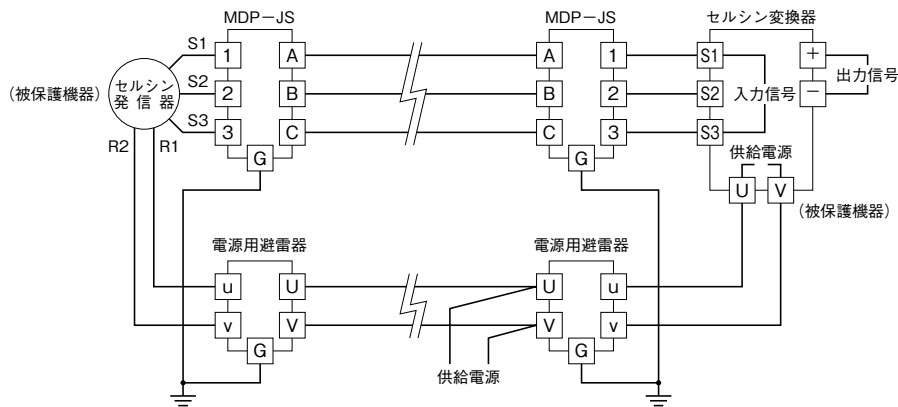 MDP－JS
MDP－JS
セルシン変換器
S1
1
A
A
1
S1
＋
(被保護機器)
セルシン
発信器
S2
2
B
B
2
S2
入力信号
－
出力信号
S3
3
C
C
3
S3
R2
R1
G
G
供給電源
U
V
(被保護機器)
電源用避雷器
電源用避雷器
u
U
U
u
v
V
V
v
G
G
供給電源